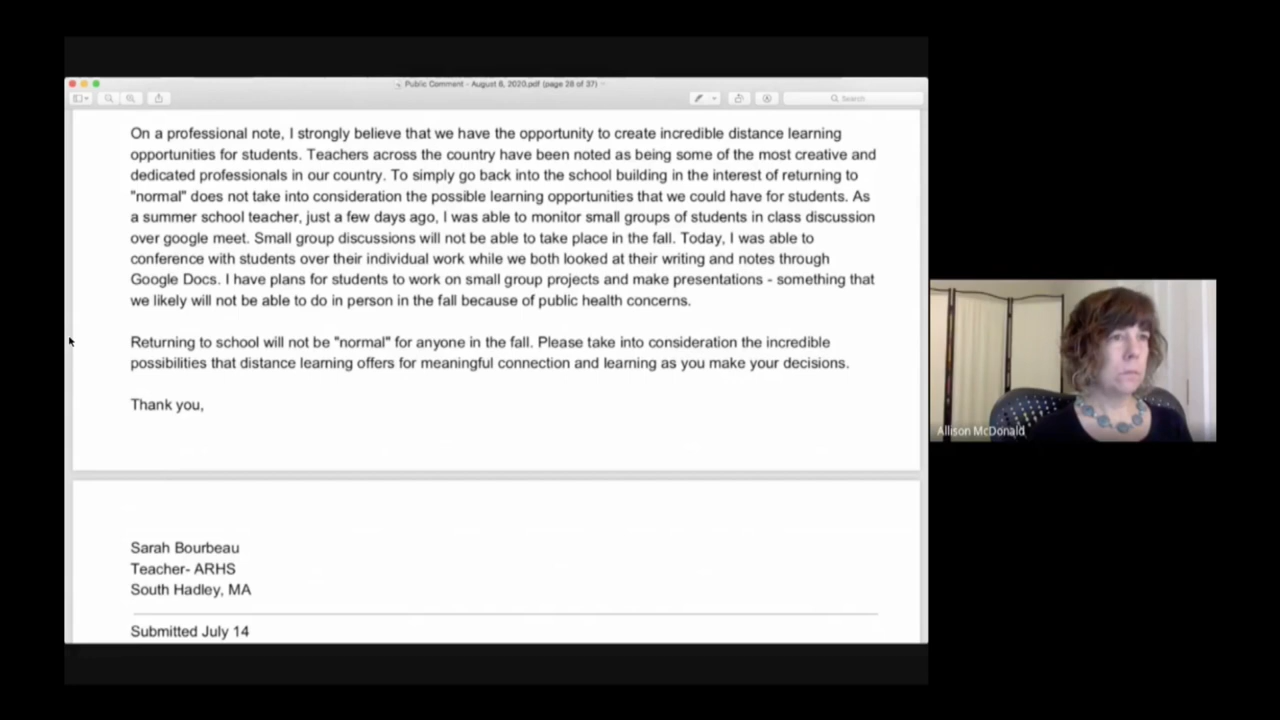 Public Comment - August 6, 2020.pdf (page 28 of 37)
Search
On a professional note, I strongly believe that we have the opportunity to create incredible distance learning
opportunities for students. Teachers across the country have been noted as being some of the most creative and
dedicated professionals in our country. To simply go back into the school building in the interest of returning to
"normal" does not take into consideration the possible learning opportunities that we could have for students. As
a summer school teacher, just a few days ago, I was able to monitor small groups of students in class discussion
over google meet. Small group discussions will not be able to take place in the fall. Today, I was able to
conference with students over their individual work while we both looked at their writing and notes through
Google Docs. I have plans for students to work on small group projects and make presentations - something that
we likely will not be able to do in person in the fall because of public health concerns.
Returning to school will not be "normal" for anyone in the fall. Please take into consideration the incredible
possibilities that distance learning offers for meaningful connection and learning as you make your decisions.
Thank you,
Sarah Bourbeau
Teacher- ARHS
South Hadley, MA
Submitted July 14
Allison McDonald